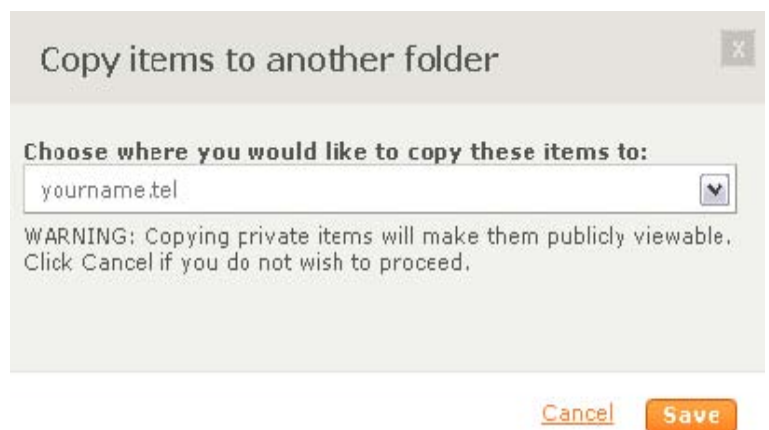 Copy items to another folder
X
Choose where you would like to copy these items to:
yourname.tel
WARNING: Copying private items will make them publicly viewable.
Click Cancel if you do not wish to proceed.
Cancel
Save